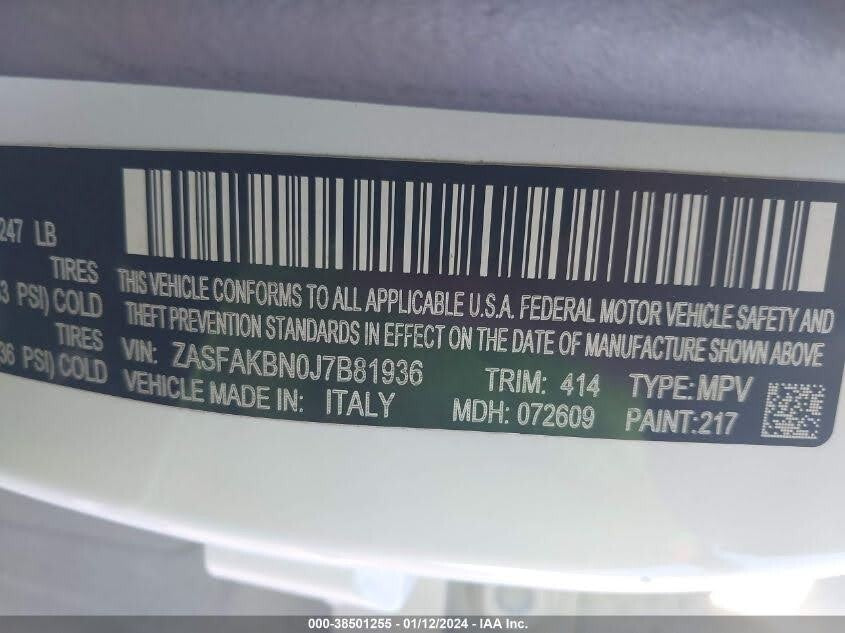 247 LB
TIRES
3 PSI) COLD
TIRES
36 PSI) COLD
THIS VEHICLE CONFORMS TO ALL APPLICABLE U.S.A. FEDERAL MOTOR VEHICLE SAFETY AND
THEFT PREVENTION STANDARDS IN EFFECT ON THE DATE OF MANUFACTURE SHOWN ABOVE
VIN: ZASFAKBN0J7B81936 TRIM: 414 TYPE: MPV
VEHICLE MADE IN: ITALY MDH: 072609 PAINT:217
000-38501255 - 01/12/2024 - IAA Inc.